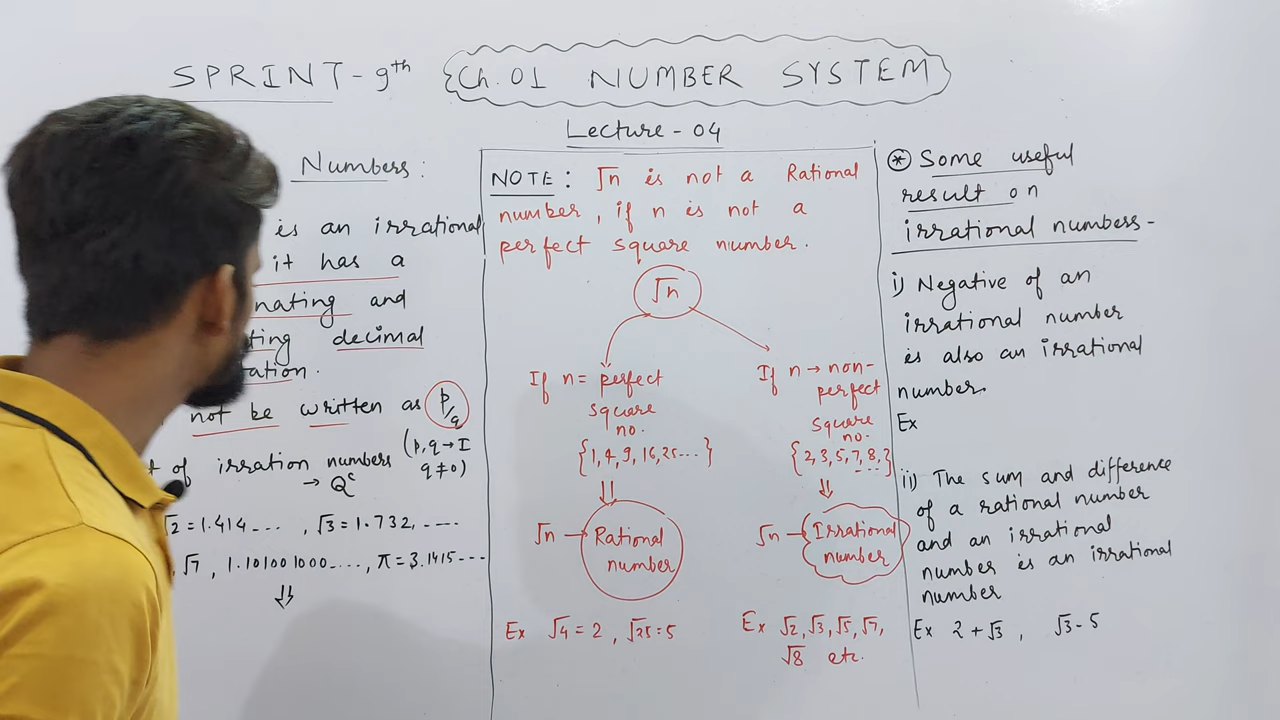 SPRINT - 9th
Ch. 01 NUMBER SYSTEM
Lecture - 04
Numbers:
is an irrational
it has a
nating and
ting decimal
tation.
not be written as p/q
(p,q → I
q≠0)
t of irration numbers
→ Qᶜ
√2 = 1.414 ... , √3 = 1.732, .....
, √7, 1.101001000....., π = 3.1415---
⇓
NOTE: √n is not a Rational
number, if n is not a
perfect square number.
√n
If n = perfect
square
no.
{1,4,9,16,25...}
⇓
√n → Rational
number
Ex √4 = 2, √25 = 5
If n → non-
perfect
square
no.
{2,3,5,7,8,
...}
⇓
√n → Irrational
number
Ex √2, √3, √5, √7,
√8 etc.
* Some useful
result on
irrational numbers-
i) Negative of an
irrational number
is also an irrational
number.
Ex
ii) The sum and difference
of a rational number
and an irrational
number is an irrational
number
Ex 2 + √3 , √3 - 5